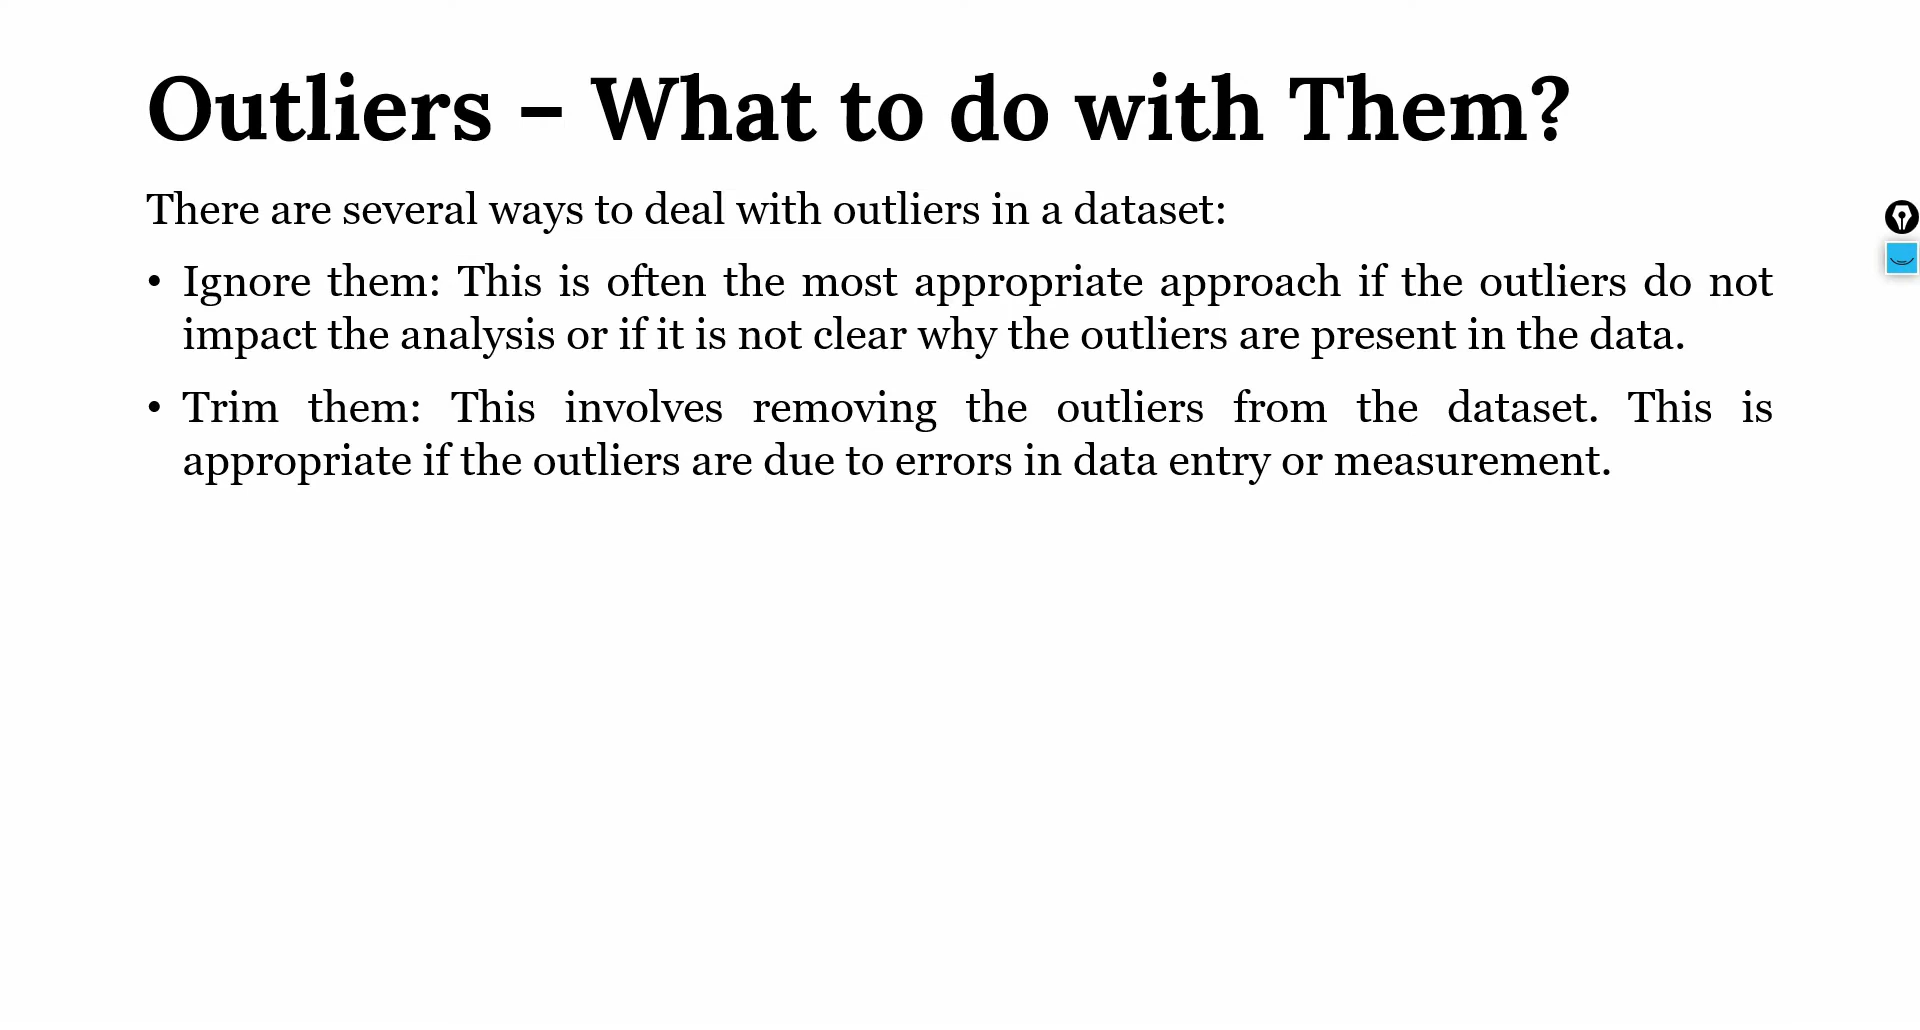 Outliers – What to do with Them?
There are several ways to deal with outliers in a dataset:
• Ignore them: This is often the most appropriate approach if the outliers do not
impact the analysis or if it is not clear why the outliers are present in the data.
• Trim them: This involves removing the outliers from the dataset. This is
appropriate if the outliers are due to errors in data entry or measurement.